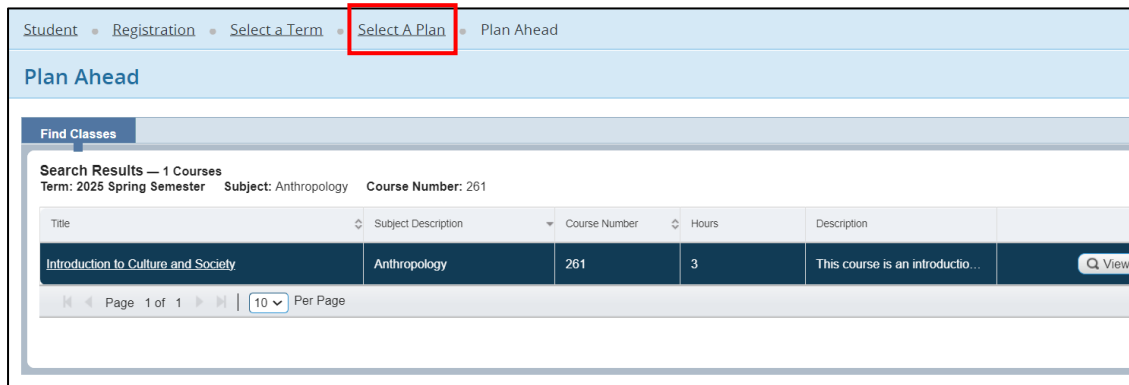 Student Registration Select a Term Select A Plan Plan Ahead
Plan Ahead
Find Classes
Search Results — 1 Courses
Term: 2025 Spring Semester Subject: Anthropology Course Number: 261
Title Subject Description Course Number Hours Description
Introduction to Culture and Society Anthropology 261 3 This course is an introductio... View
Page 1 of 1 10 Per Page